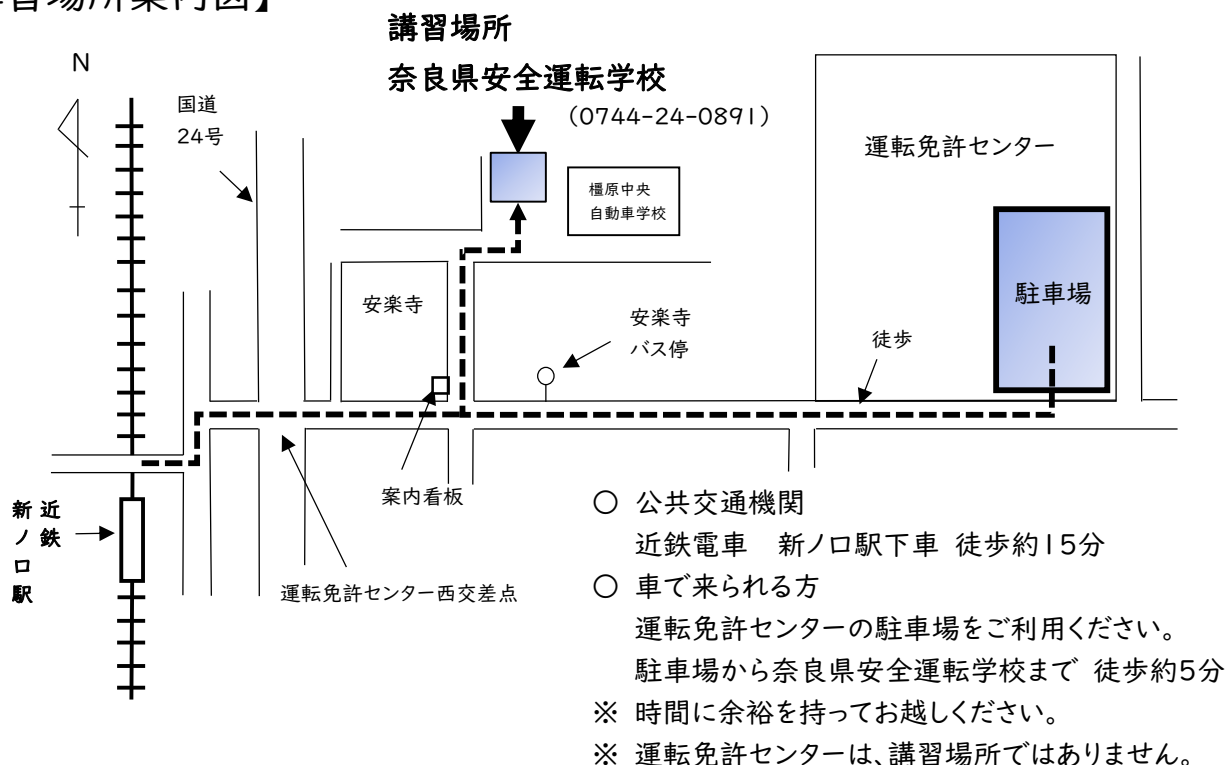 習場所案内図】
講習場所
奈良県安全運転学校
(0744-24-0891)
N
国道
24号
運転免許センター
橿原中央
自動車学校
駐車場
安楽寺
安楽寺
バス停
徒歩
案内看板
近鉄
新ノ口駅
運転免許センター西交差点
○ 公共交通機関
近鉄電車 新ノ口駅下車 徒歩約15分
○ 車で来られる方
運転免許センターの駐車場をご利用ください。
駐車場から奈良県安全運転学校まで 徒歩約5分
※ 時間に余裕を持ってお越しください。
※ 運転免許センターは、講習場所ではありません。